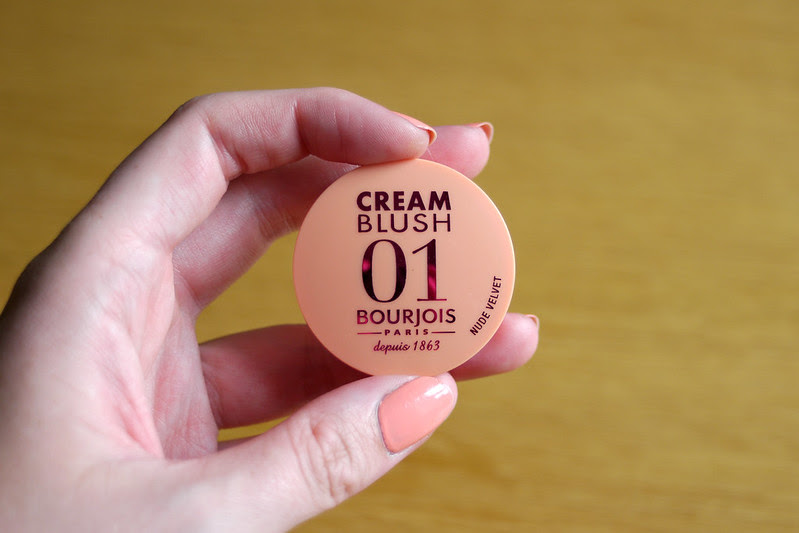 CREAM
BLUSH
01
BOURJOIS
PARIS
depuis 1863
NUDE VELVET